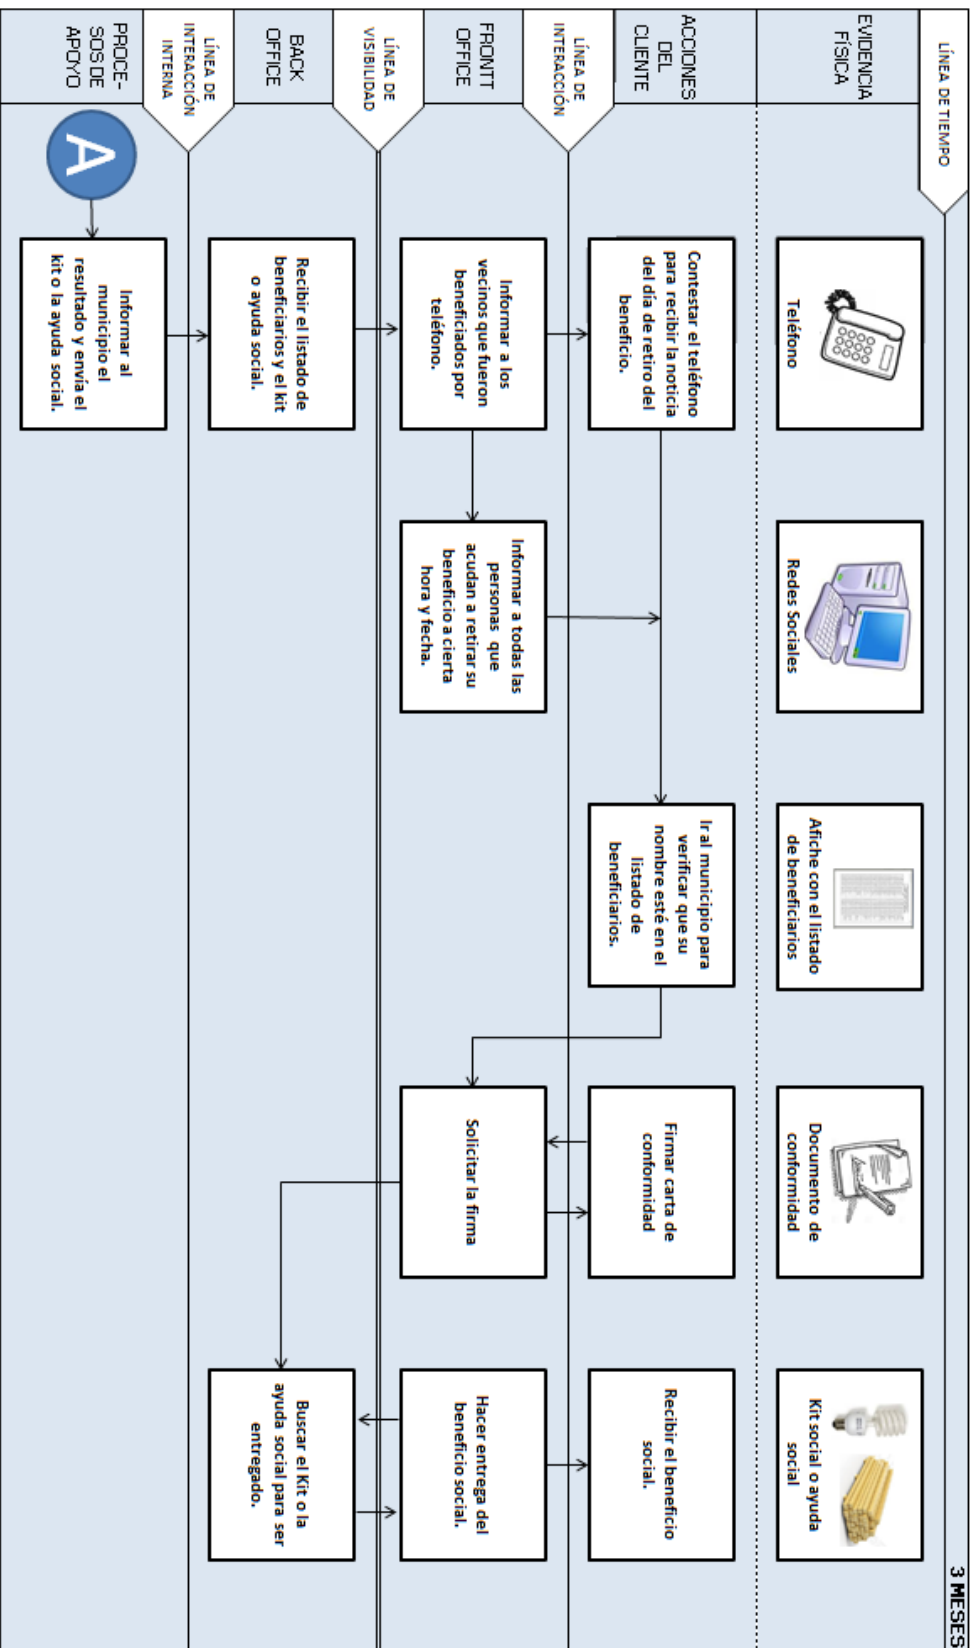 LÍNEA DE TIEMPO
3 MESES
EVIDENCIA
FÍSICA
Teléfono
Redes Sociales
Afiche con el listado
de beneficiarios
Documento de
conformidad
Kit social o ayuda
social
ACCIONES
DEL
CLIENTE
Contestar el teléfono
para recibir la noticia
del día de retiro del
beneficio.
Ir al municipio para
verificar que su
nombre esté en el
listado de
beneficiarios.
Firmar carta de
conformidad
Recibir el beneficio
social.
LÍNEA DE
INTERACCIÓN
FRONTT
OFFICE
Informar a los
vecinos que fueron
beneficiados por
teléfono.
Informar a todas las
personas que
acudan a retirar su
beneficio a cierta
hora y fecha.
Solicitar la firma
Hacer entrega del
beneficio social.
LÍNEA DE
VISIBILIDAD
BACK
OFFICE
Recibir el listado de
beneficiarios y el kit
o ayuda social.
Buscar el Kit o la
ayuda social para ser
entregado.
LÍNEA DE
INTERACCIÓN
INTERNA
PROCE-
SOS DE
APOYO
A
Informar al
municipio el
resultado y envía el
kit o la ayuda social.